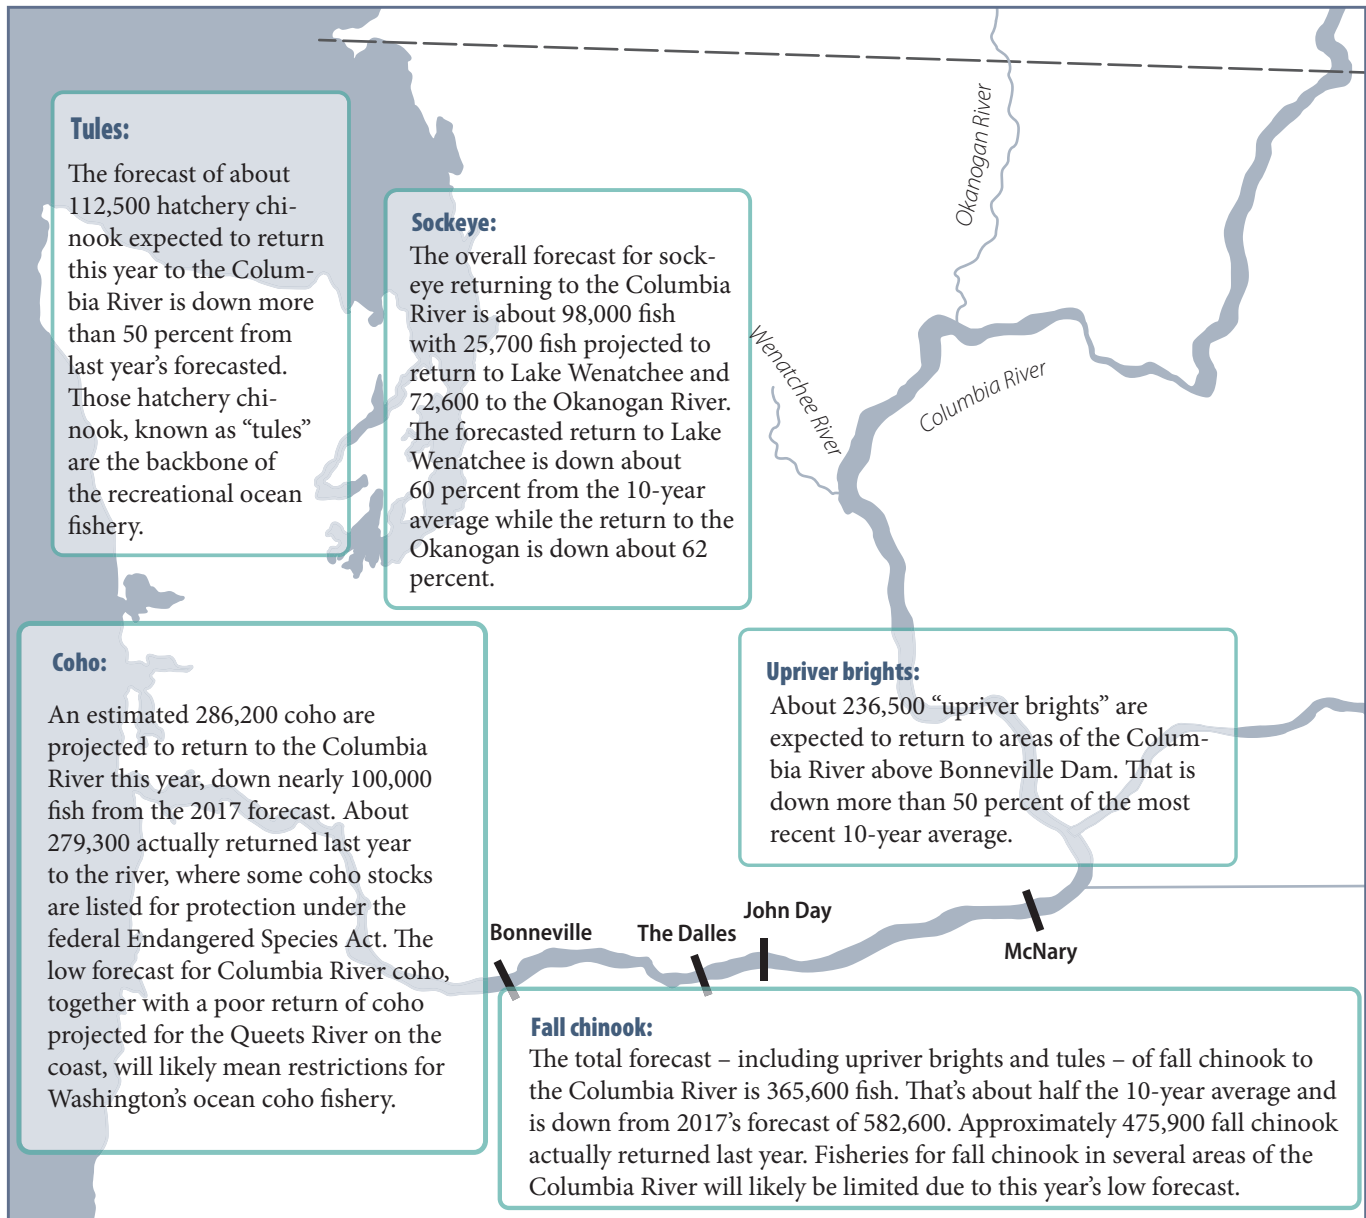 Okanogan River
Tules:
The forecast of about
112,500 hatchery chi-
nook expected to return
this year to the Colum-
bia River is down more
than 50 percent from
last year’s forecasted.
Those hatchery chi-
nook, known as “tules”
are the backbone of
the recreational ocean
fishery.
Sockeye:
The overall forecast for sock-
eye returning to the Columbia
River is about 98,000 fish
with 25,700 fish projected to
return to Lake Wenatchee and
72,600 to the Okanogan River.
The forecasted return to Lake
Wenatchee is down about
60 percent from the 10-year
average while the return to the
Okanogan is down about 62
percent.
Wenatchee River
Columbia River
Coho:
An estimated 286,200 coho are
projected to return to the Columbia
River this year, down nearly 100,000
fish from the 2017 forecast. About
279,300 actually returned last year
to the river, where some coho stocks
are listed for protection under the
federal Endangered Species Act. The
low forecast for Columbia River coho,
together with a poor return of coho
projected for the Queets River on the
coast, will likely mean restrictions for
Washington’s ocean coho fishery.
Upriver brights:
About 236,500 “upriver brights” are
expected to return to areas of the Colum-
bia River above Bonneville Dam. That is
down more than 50 percent of the most
recent 10-year average.
Bonneville
The Dalles
John Day
McNary
Fall chinook:
The total forecast – including upriver brights and tules – of fall chinook to
the Columbia River is 365,600 fish. That’s about half the 10-year average and
is down from 2017’s forecast of 582,600. Approximately 475,900 fall chinook
actually returned last year. Fisheries for fall chinook in several areas of the
Columbia River will likely be limited due to this year’s low forecast.